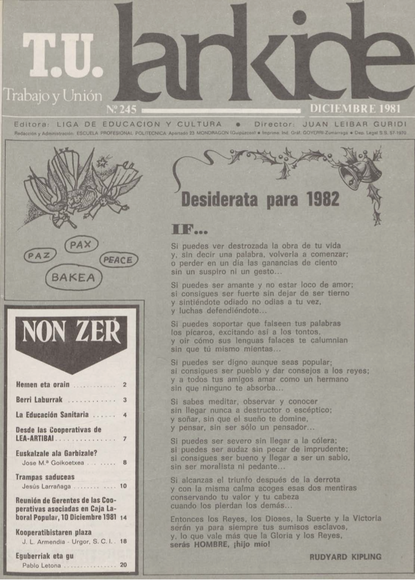 T.U. lankide
Trabajo y Unión
Nº 245 DICIEMBRE 1981
Editora: LIGA DE EDUCACION Y CULTURA • Director: JUAN LEIBAR GURIDI
Redacción y Administración: ESCUELA PROFESIONAL POLITECNICA Apartado 33. MONDRAGON (Guipúzcoa)
PAZ
PAX
PEACE
BAKEA
NON ZER
Hemen eta orain 2
Berri Laburrak 3
La Educación Sanitaria 4
Desde las Cooperativas de
LEA-ARTIBAI 7
Euskalzale ala Garbizale?
Jose Mª Goikoetxea 8
Trampas saduceas
Jesús Larrañaga 10
Reunión de Gerentes de las Coo-
perativas asociadas en Caja La-
boral Popular, 10 Diciembre 1981 14
Kooperatibistaren plaza
J. L. Armendia - Urgor, S. C. I. 18
Eguberriak eta gu
Pablo Letona 20
Desiderata para 1982
IF...
Si puedes ver destrozada la obra de tu vida
y, sin decir una palabra, volverla a comenzar;
o perder en un día las ganancias de ciento
sin un suspiro ni un gesto...
Si puedes ser amante y no estar loco de amor;
si consigues ser fuerte sin dejar de ser tierno
y sintiéndote odiado no odias a tu vez,
y luchas defendiéndote...
Si puedes soportar que falseen tus palabras
los pícaros, excitando así a los tontos,
y oir cómo sus lenguas falaces te calumnian
sin que tú mismo mientas...
Si puedes ser digno aunque seas popular;
si consigues ser pueblo y dar consejos a los reyes;
y a todos tus amigos amar como un hermano
sin que ninguno te absorba...
Si sabes meditar, observar y conocer
sin llegar nunca a destructor o escéptico;
y soñar, sin que el sueño te domine,
y pensar, sin ser sólo un pensador...
Si puedes ser severo sin llegar a la cólera;
si puedes ser audaz sin pecar de imprudente;
si consigues ser bueno y llegar a ser un sabio,
sin ser moralista ni pedante...
Si alcanzas el triunfo después de la derrota
y con la misma calma acoges esas dos mentiras
conservando tu valor y tu cabeza
cuando los pierdan los demás...
Entonces los Reyes, los Dioses, la Suerte y la Victoria
serán ya para siempre tus sumisos esclavos,
y, lo que vale más que la Gloria y los Reyes,
serás HOMBRE, ¡hijo mío!
RUDYARD KIPLING